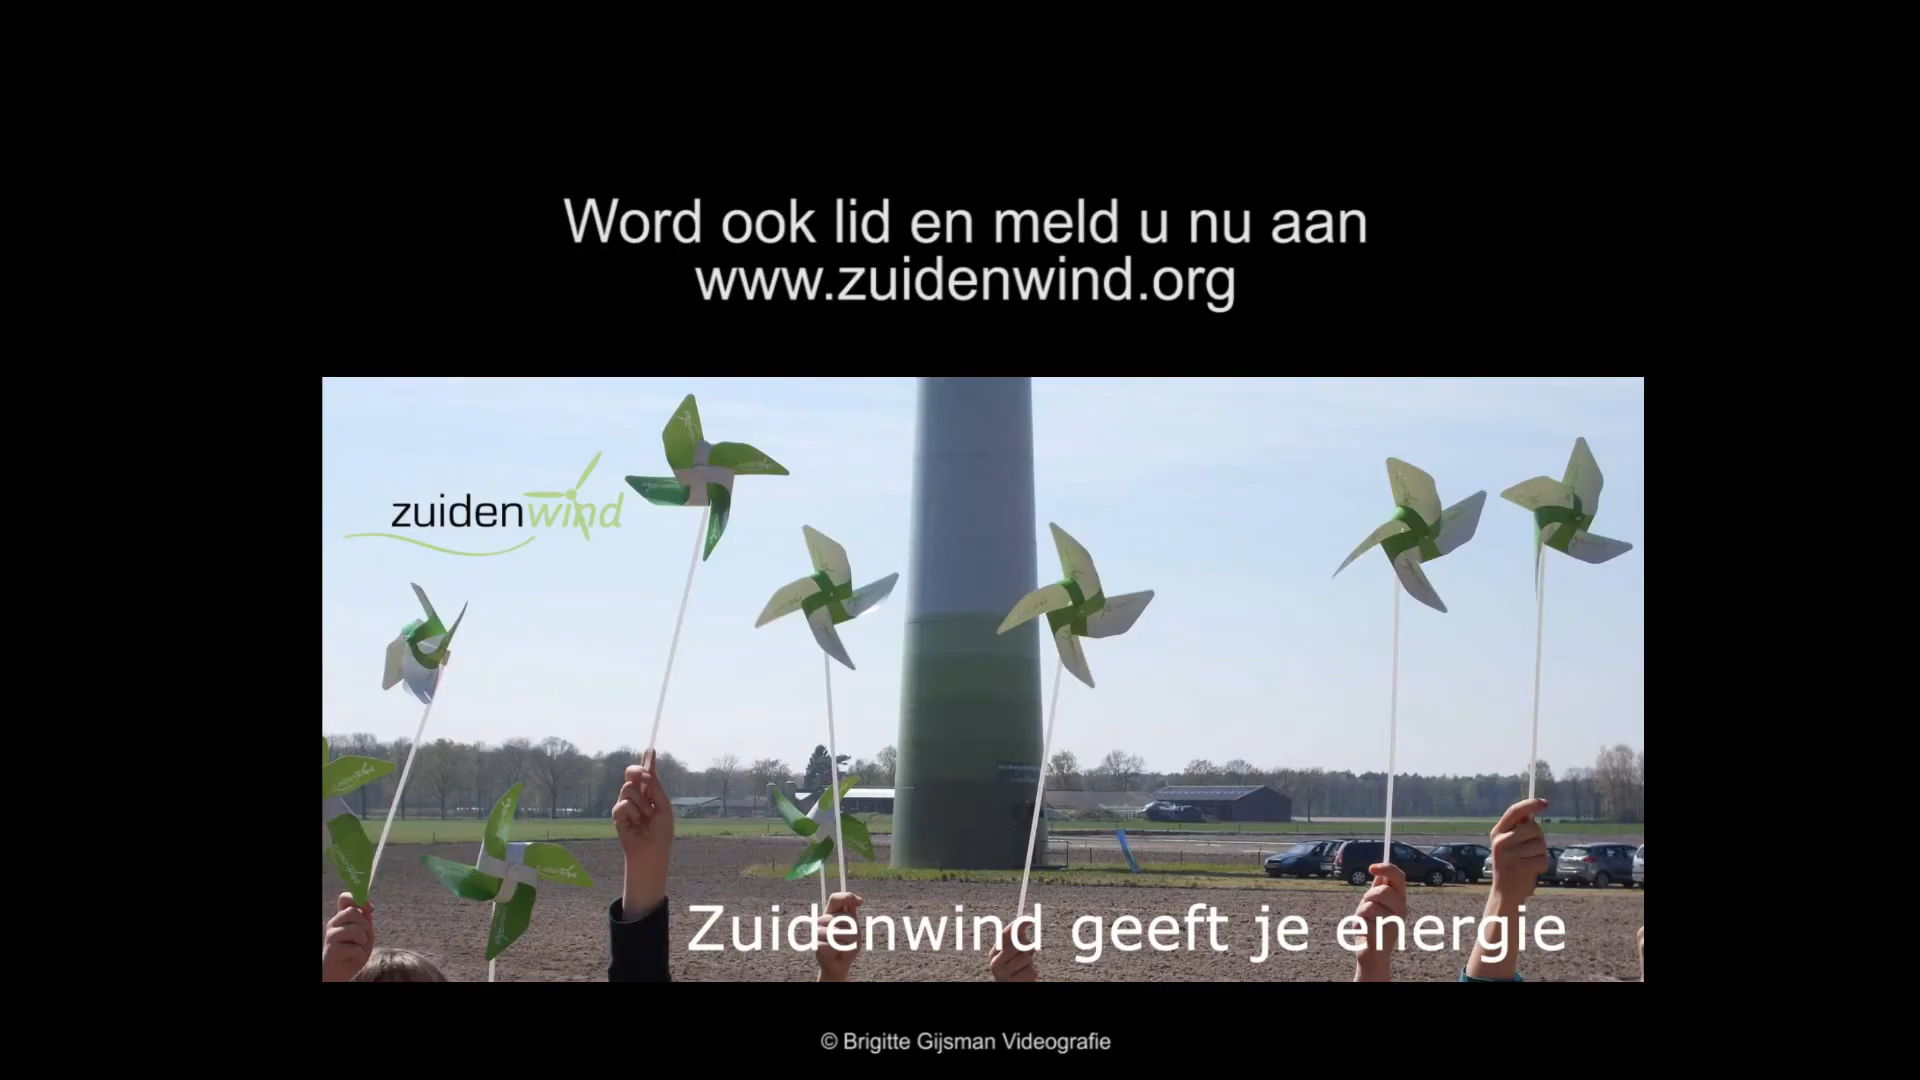 Word ook lid en meld u nu aan
www.zuidenwind.org
zuidenwind
Zuidenwind geeft je energie
© Brigitte Gijsman Videografie